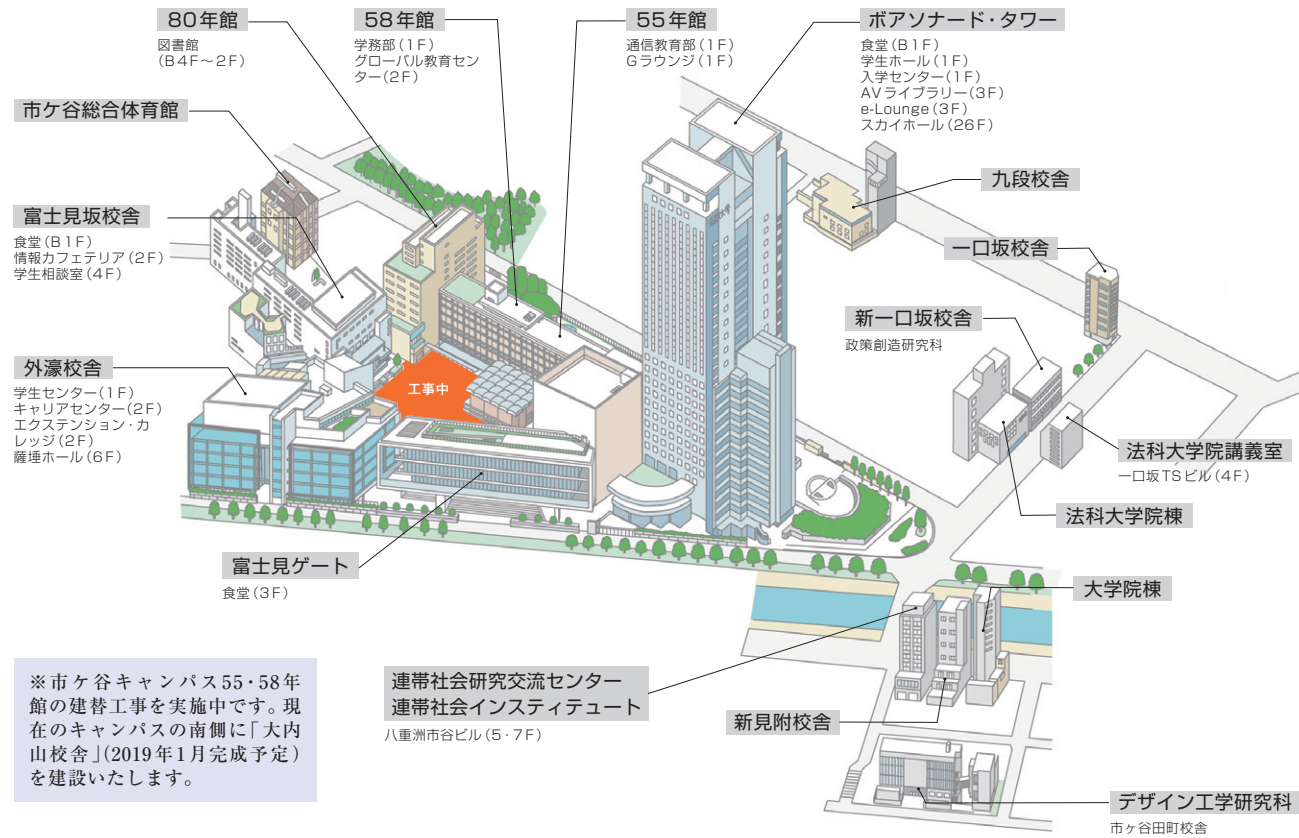 80年館
図書館
(B4F～2F)
58年館
学務部(1F)
グローバル教育セン
ター(2F)
55年館
通信教育部(1F)
Gラウンジ(1F)
ボアソナード・タワー
食堂(B1F)
学生ホール(1F)
入学センター(1F)
AVライブラリー(3F)
e-Lounge(3F)
スカイホール(26F)
市ケ谷総合体育館
九段校舎
富士見坂校舎
食堂(B1F)
情報カフェテリア(2F)
学生相談室(4F)
一口坂校舎
新一口坂校舎
政策創造研究科
外濠校舎
学生センター(1F)
キャリアセンター(2F)
エクステンション・カ
レッジ(2F)
薩埵ホール(6F)
工事中
法科大学院講義室
一口坂TSビル(4F)
法科大学院棟
富士見ゲート
食堂(3F)
大学院棟
※市ケ谷キャンパス55・58年
館の建替工事を実施中です。現
在のキャンパスの南側に「大内
山校舎」(2019年1月完成予定)
を建設いたします。
連帯社会研究交流センター
連帯社会インスティテュート
八重洲市谷ビル(5・7F)
新見附校舎
デザイン工学研究科
市ヶ谷田町校舎